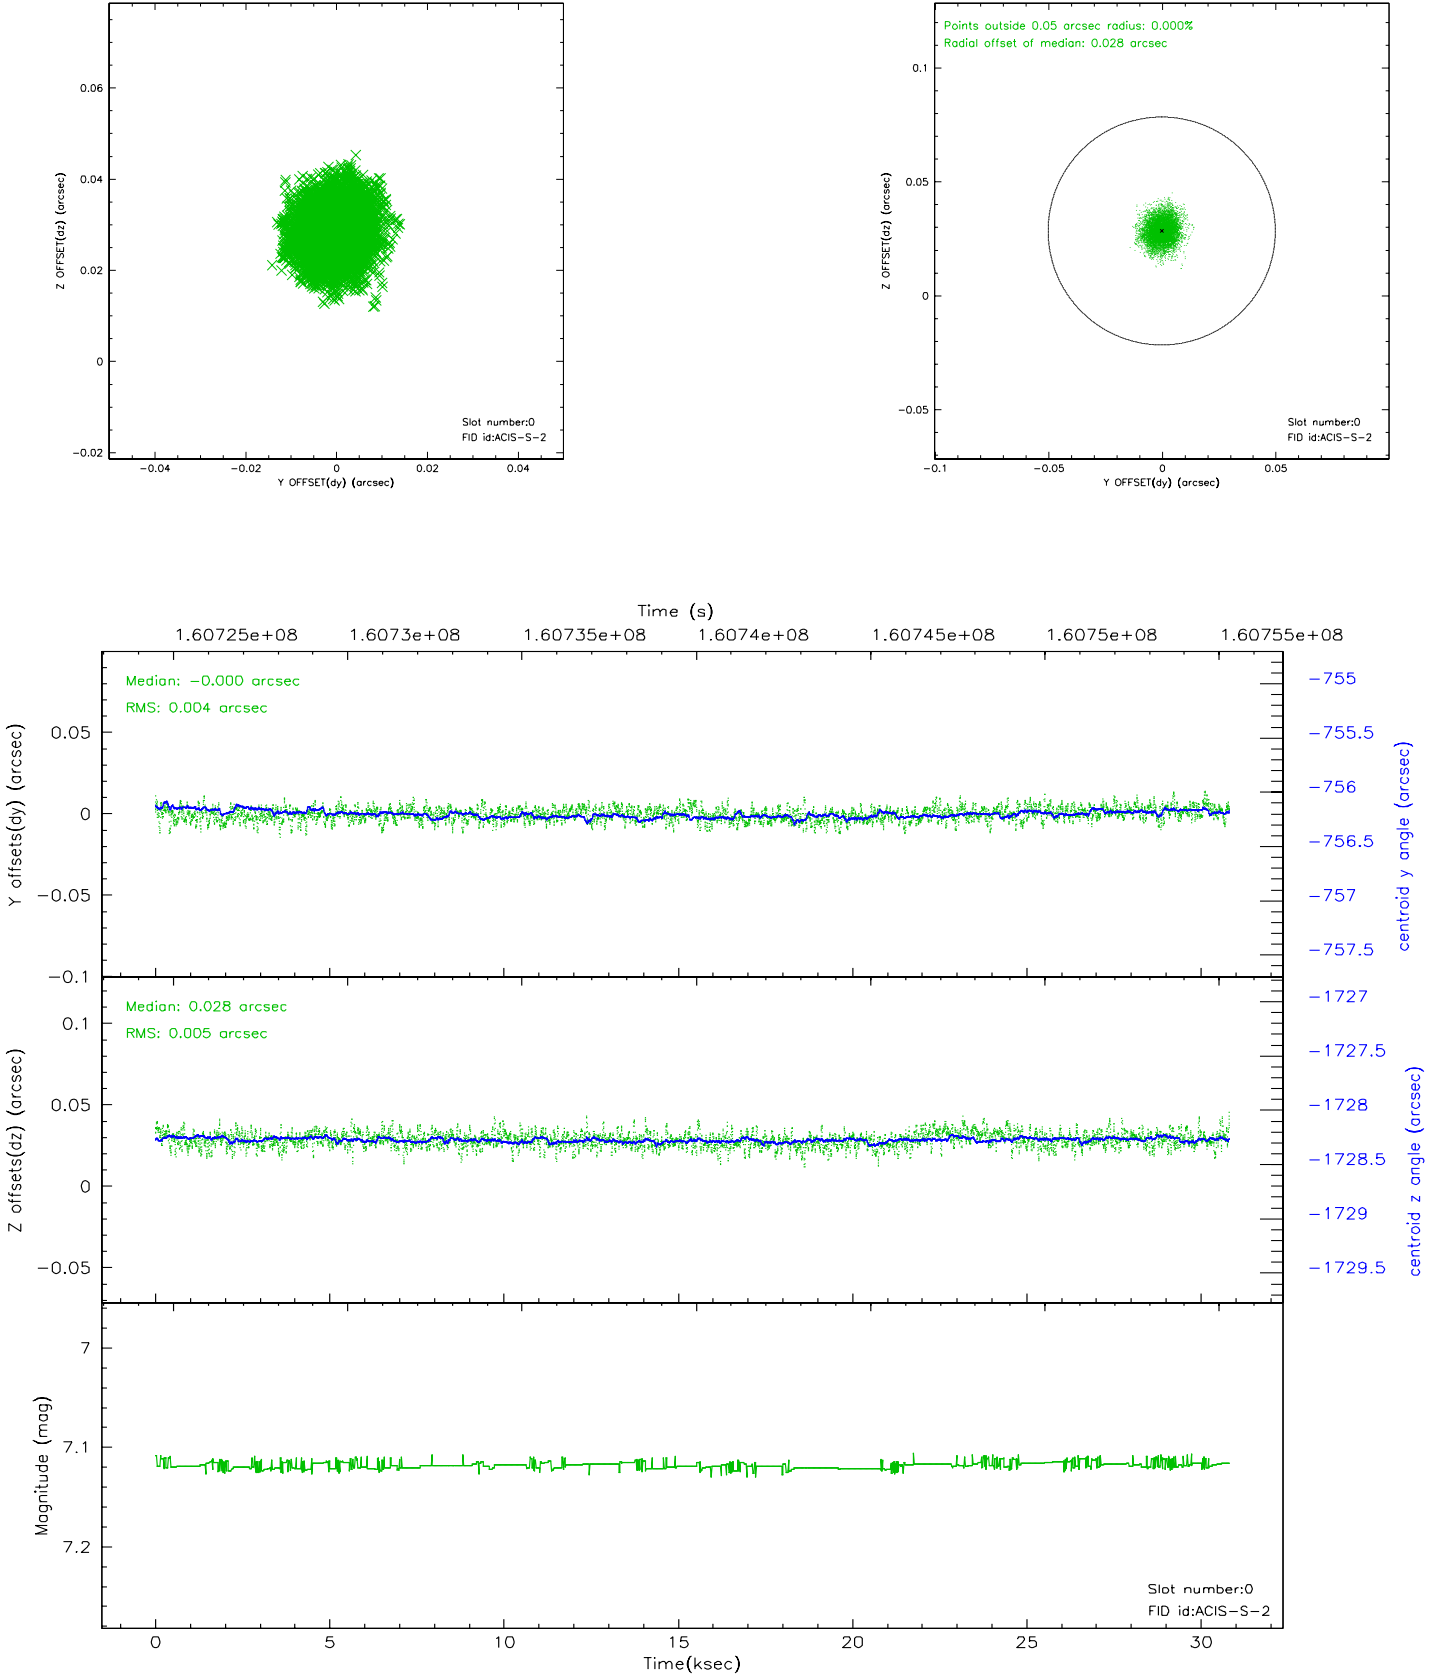 Points outside 0.05 arcsec radius: 0.000%
Radial offset of median: 0.028 arcsec
0.06
0.04
0.02
0
-0.02
Z OFFSET(dz) (arcsec)
-0.04 -0.02 0 0.02 0.04
Y OFFSET(dy) (arcsec)
Slot number:0
FID id:ACIS-S-2
0.1
0.05
0
-0.05
Z OFFSET(dz) (arcsec)
-0.1 -0.05 0 0.05
Y OFFSET(dy) (arcsec)
Slot number:0
FID id:ACIS-S-2
Time (s)
1.60725e+08 1.6073e+08 1.60735e+08 1.6074e+08 1.60745e+08 1.6075e+08 1.60755e+08
Median: -0.000 arcsec
RMS: 0.004 arcsec
0.05
0
-0.05
-0.1
Y offsets(dy) (arcsec)
-755
-755.5
-756
-756.5
-757
-757.5
centroid y angle (arcsec)
Median: 0.028 arcsec
RMS: 0.005 arcsec
0.1
0.05
0
-0.05
Z offsets(dz) (arcsec)
-1727
-1727.5
-1728
-1728.5
-1729
-1729.5
centroid z angle (arcsec)
7
7.1
7.2
Magnitude (mag)
Slot number:0
FID id:ACIS-S-2
0 5 10 15 20 25 30
Time(ksec)